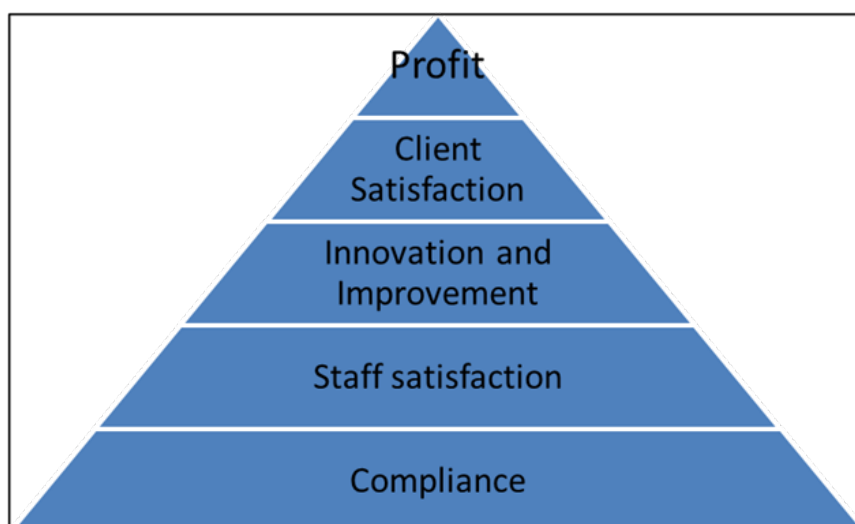 Profit
Client
Satisfaction
Innovation and
Improvement
Staff satisfaction
Compliance